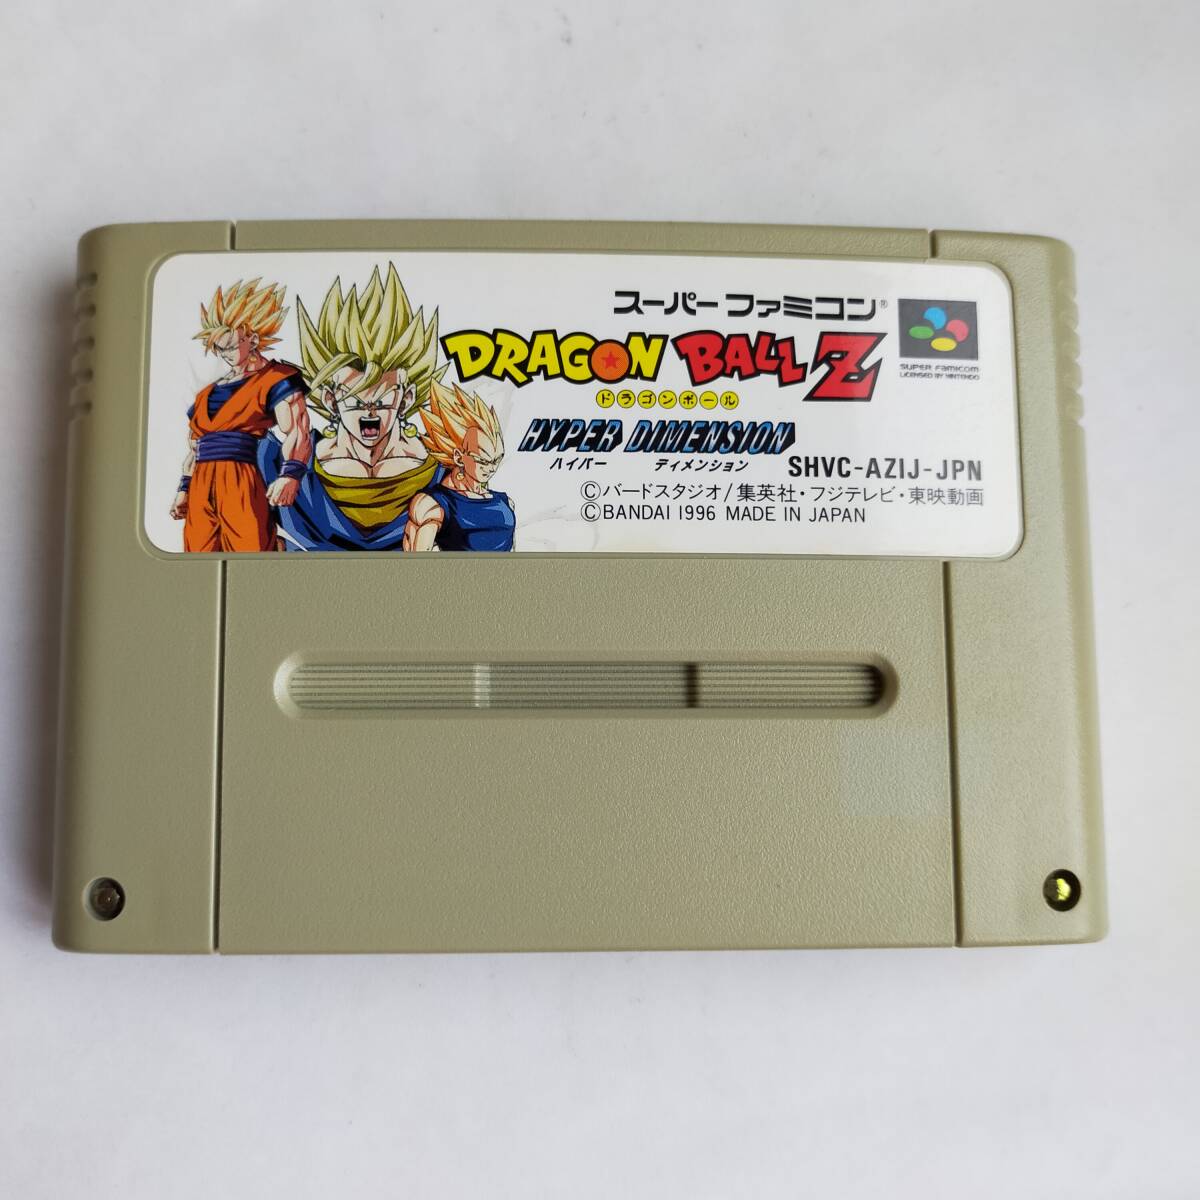 スーパーファミコン®
SUPER FAMICOM
LICENSED BY NINTENDO
DRAGON BALL Z
ドラゴンボール
HYPER DIMENSION
ハイパー ディメンション
SHVC-AZIJ-JPN
©バードスタジオ/集英社・フジテレビ・東映動画
©BANDAI 1996 MADE IN JAPAN